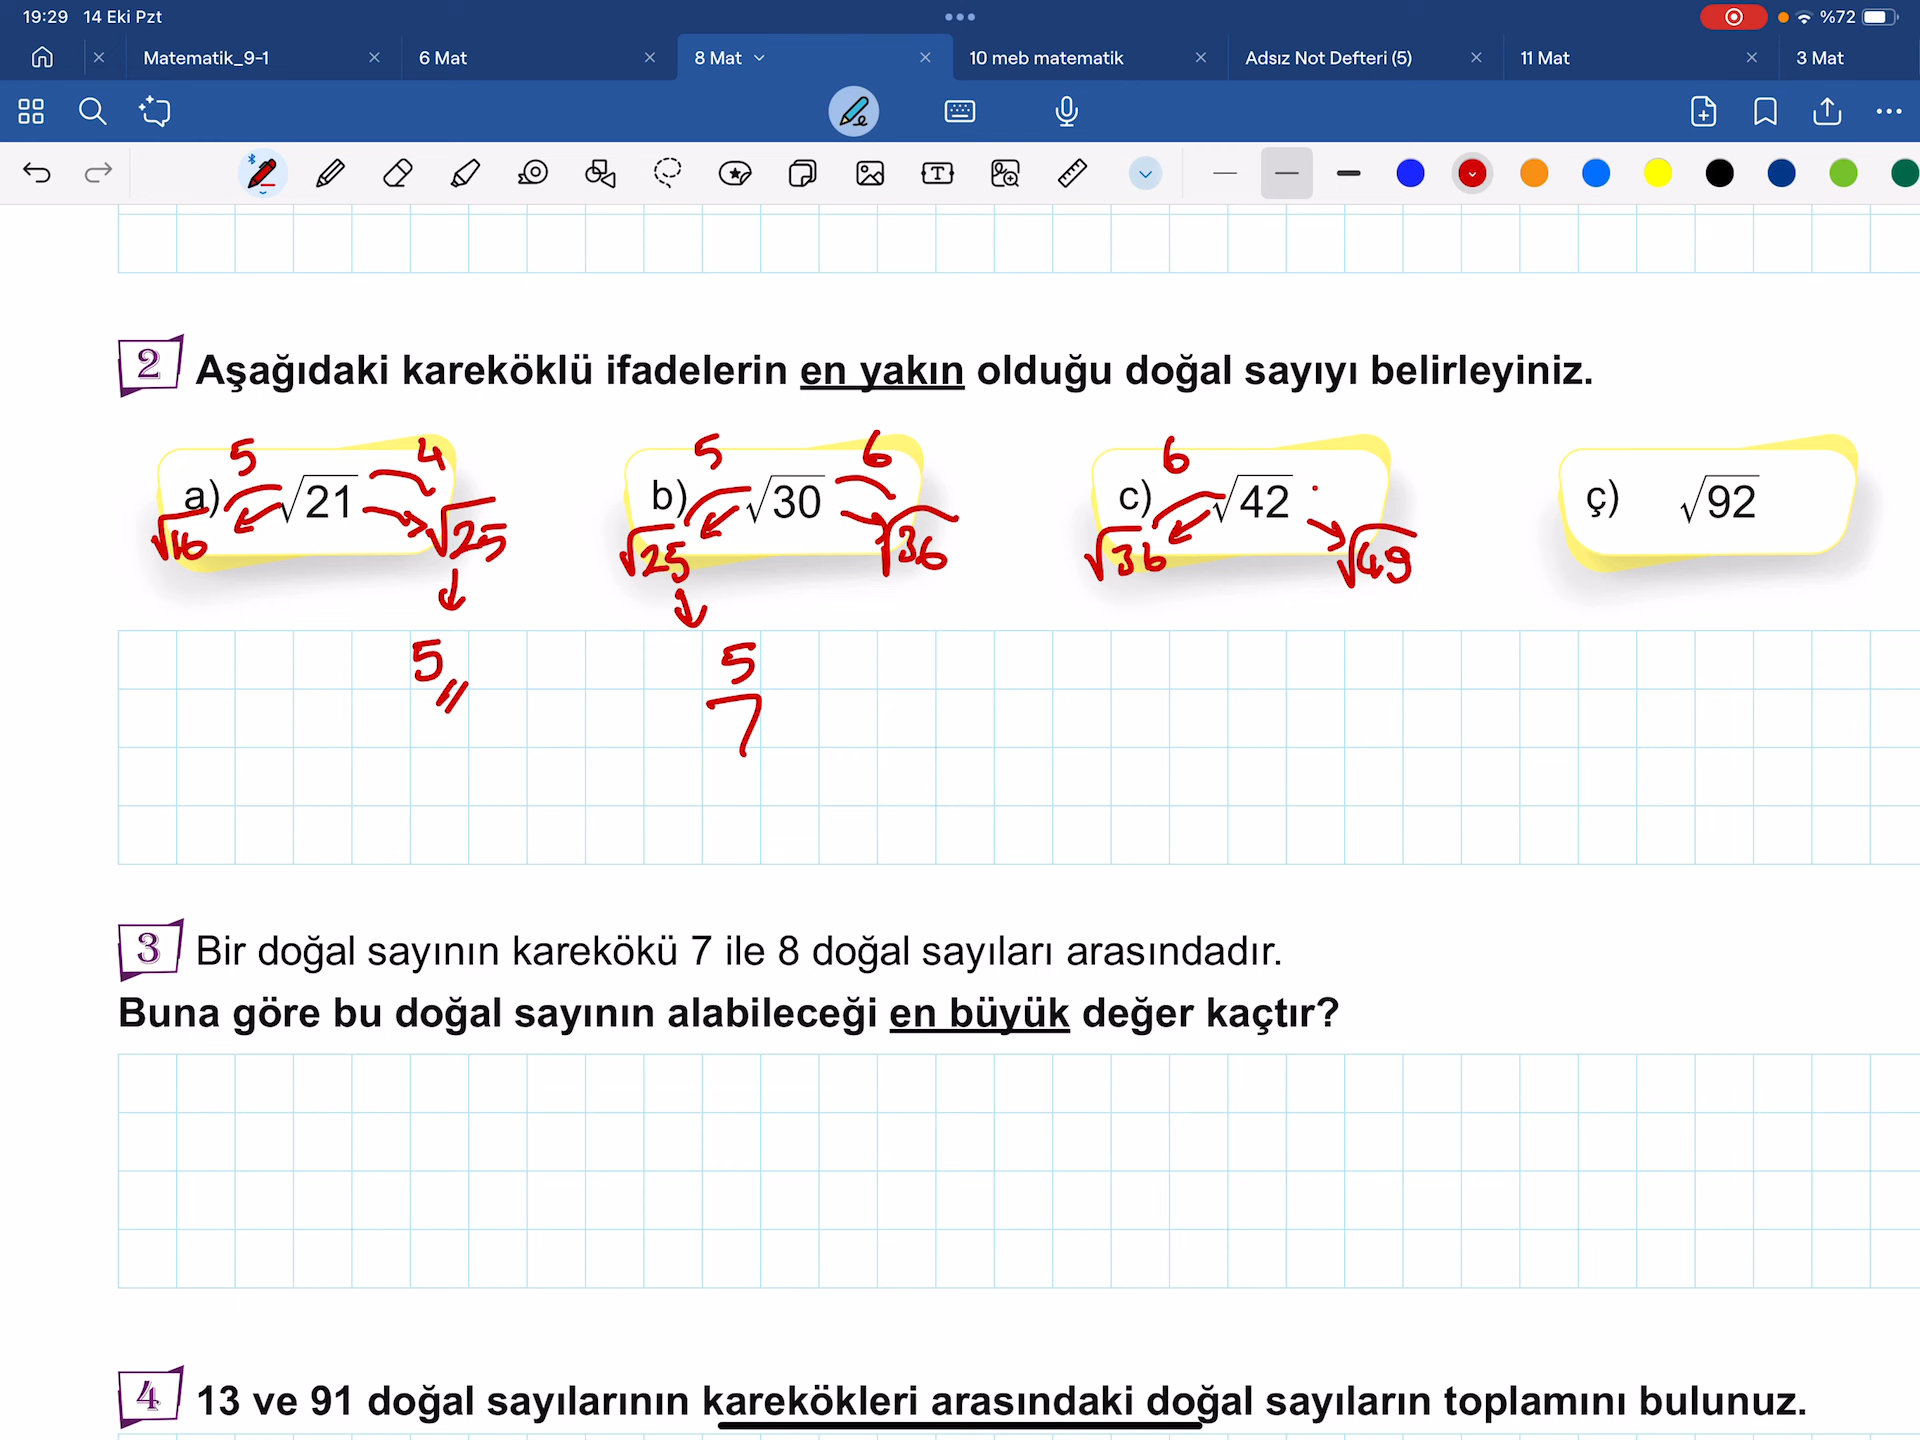 19:29 14 Eki Pzt
%72
Matematik_9-1
6 Mat
8 Mat
10 meb matematik
Adsız Not Defteri (5)
11 Mat
3 Mat
2 Aşağıdaki kareköklü ifadelerin en yakın olduğu doğal sayıyı belirleyiniz.
5 4 5 6 6
a) √21 b) √30 c) √42 ç) √92
√16 √25 √25 √36 √36 √49
5 5
7
3 Bir doğal sayının karekökü 7 ile 8 doğal sayıları arasındadır.
Buna göre bu doğal sayının alabileceği en büyük değer kaçtır?
4 13 ve 91 doğal sayılarının karekökleri arasındaki doğal sayıların toplamını bulunuz.